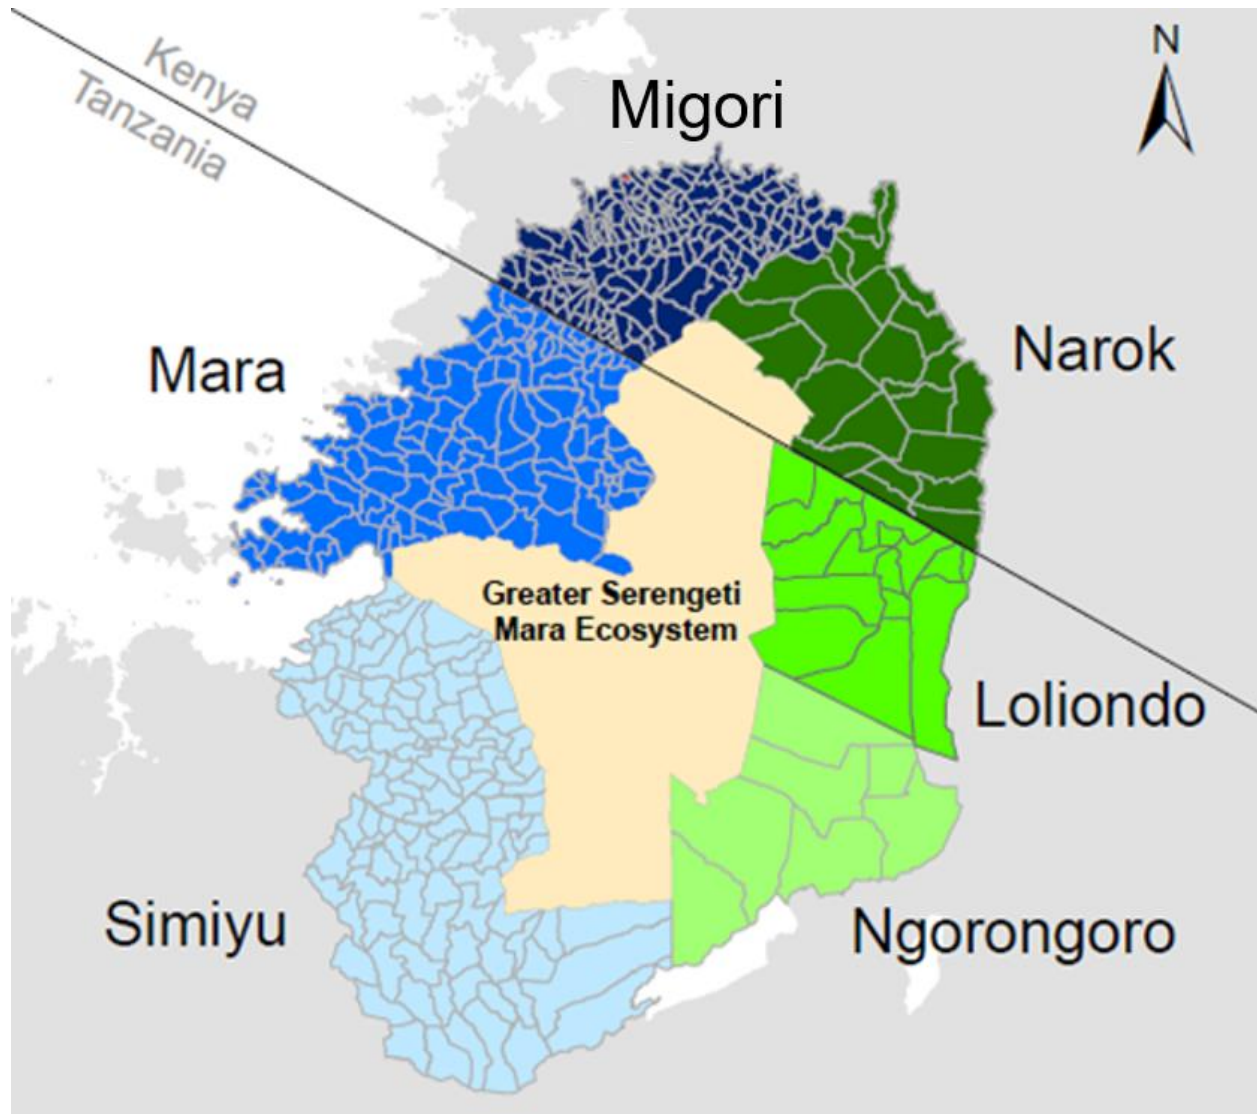 N
Kenya
Tanzania
Migori
Mara
Narok
Greater Serengeti
Mara Ecosystem
Loliondo
Simiyu
Ngorongoro